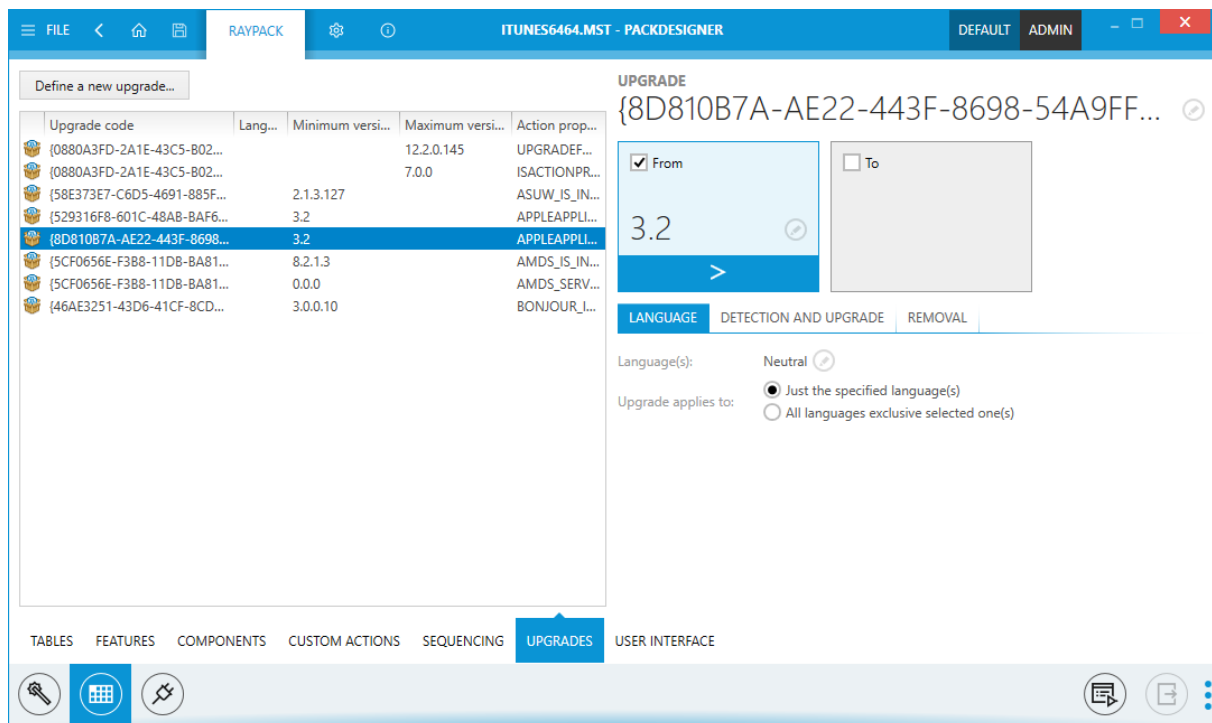 FILE RAYPACK ITUNES6464.MST - PACKDESIGNER DEFAULT ADMIN
Define a new upgrade...
Upgrade code Lang... Minimum versi... Maximum versi... Action prop...
{0880A3FD-2A1E-43C5-B02... 12.2.0.145 UPGRADEF...
{0880A3FD-2A1E-43C5-B02... 7.0.0 ISACTIONPR...
{58E373E7-C6D5-4691-885F... 2.1.3.127 ASUW_IS_IN...
{529316F8-601C-48AB-BAF6... 3.2 APPLEAPPLI...
{8D810B7A-AE22-443F-8698... 3.2 APPLEAPPLI...
{5CF0656E-F3B8-11DB-BA81... 8.2.1.3 AMDS_IS_IN...
{5CF0656E-F3B8-11DB-BA81... 0.0.0 AMDS_SERV...
{46AE3251-43D6-41CF-8CD... 3.0.0.10 BONJOUR_I...
UPGRADE
{8D810B7A-AE22-443F-8698-54A9FF...
From To
3.2
>
LANGUAGE DETECTION AND UPGRADE REMOVAL
Language(s): Neutral
Upgrade applies to: Just the specified language(s)
All languages exclusive selected one(s)
TABLES FEATURES COMPONENTS CUSTOM ACTIONS SEQUENCING UPGRADES USER INTERFACE